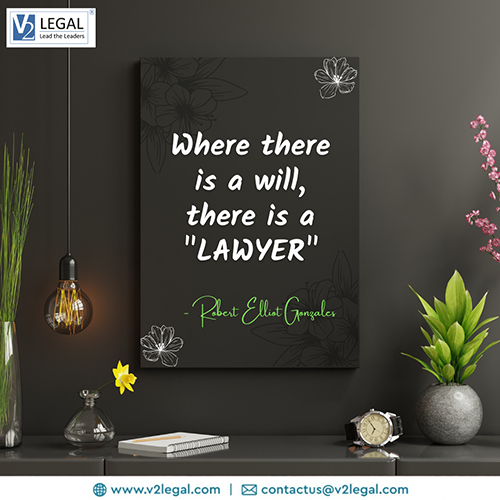 V2 LEGAL
Lead the Leaders
Where there
is a will,
there is a
"LAWYER"
- Robert Elliot Gonzales
www.v2legal.com | contactus@v2legal.com